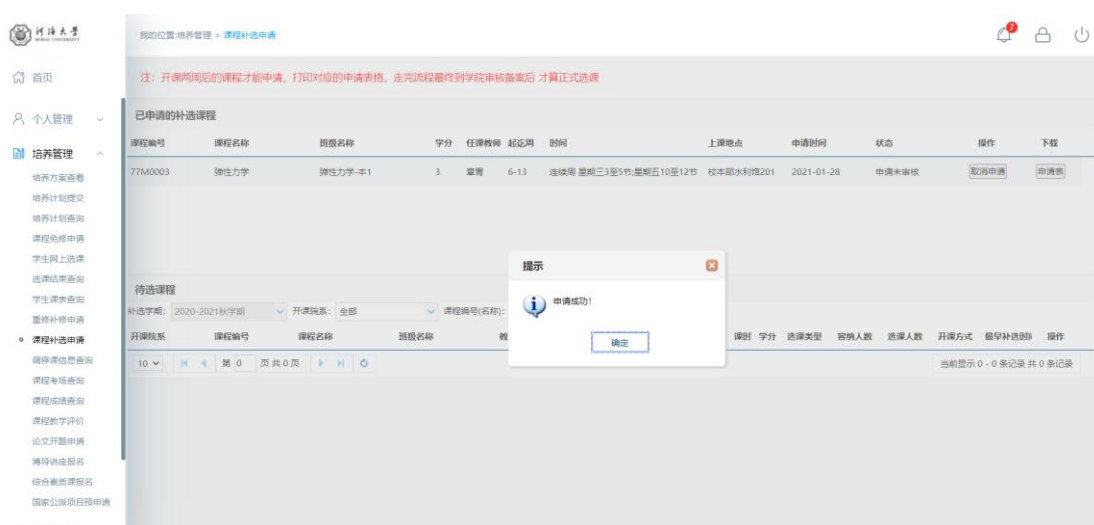 河海大学
HOHAI UNIVERSITY
我的位置:培养管理 > 课程补选申请
7
首页
个人管理
培养管理
培养方案查看
培养计划提交
培养计划查询
课程免修申请
学生网上选课
选课结果查询
学生课表查询
重修补修申请
课程补选申请
调停课信息查询
课程考场查询
课程成绩查询
课程教学评价
论文开题申请
博导讲座报名
综合素质课报名
国家公派项目预申请
注：开课两周后的课程才能申请，打印对应的申请表格，走完流程最终到学院审核备案后 才算正式选课
已申请的补选课程
课程编号 课程名称 班级名称 学分 任课教师 起迄周 时间 上课地点 申请时间 状态 操作 下载
77M0003 弹性力学 弹性力学-本1 3 章青 6-13 连续周 星期三3至5节;星期五10至12节 校本部水利馆201 2021-01-28 申请未审核 取消申请 申请表
提示
申请成功!
确定
待选课程
补选学期: 2020-2021秋学期 开课院系: 全部 课程编号(名称):
开课院系 课程编号 课程名称 班级名称 教 课时 学分 选课类型 容纳人数 选课人数 开课方式 最早补选时 操作
10 第 0 页 共 0 页 当前显示 0 - 0 条记录 共 0 条记录